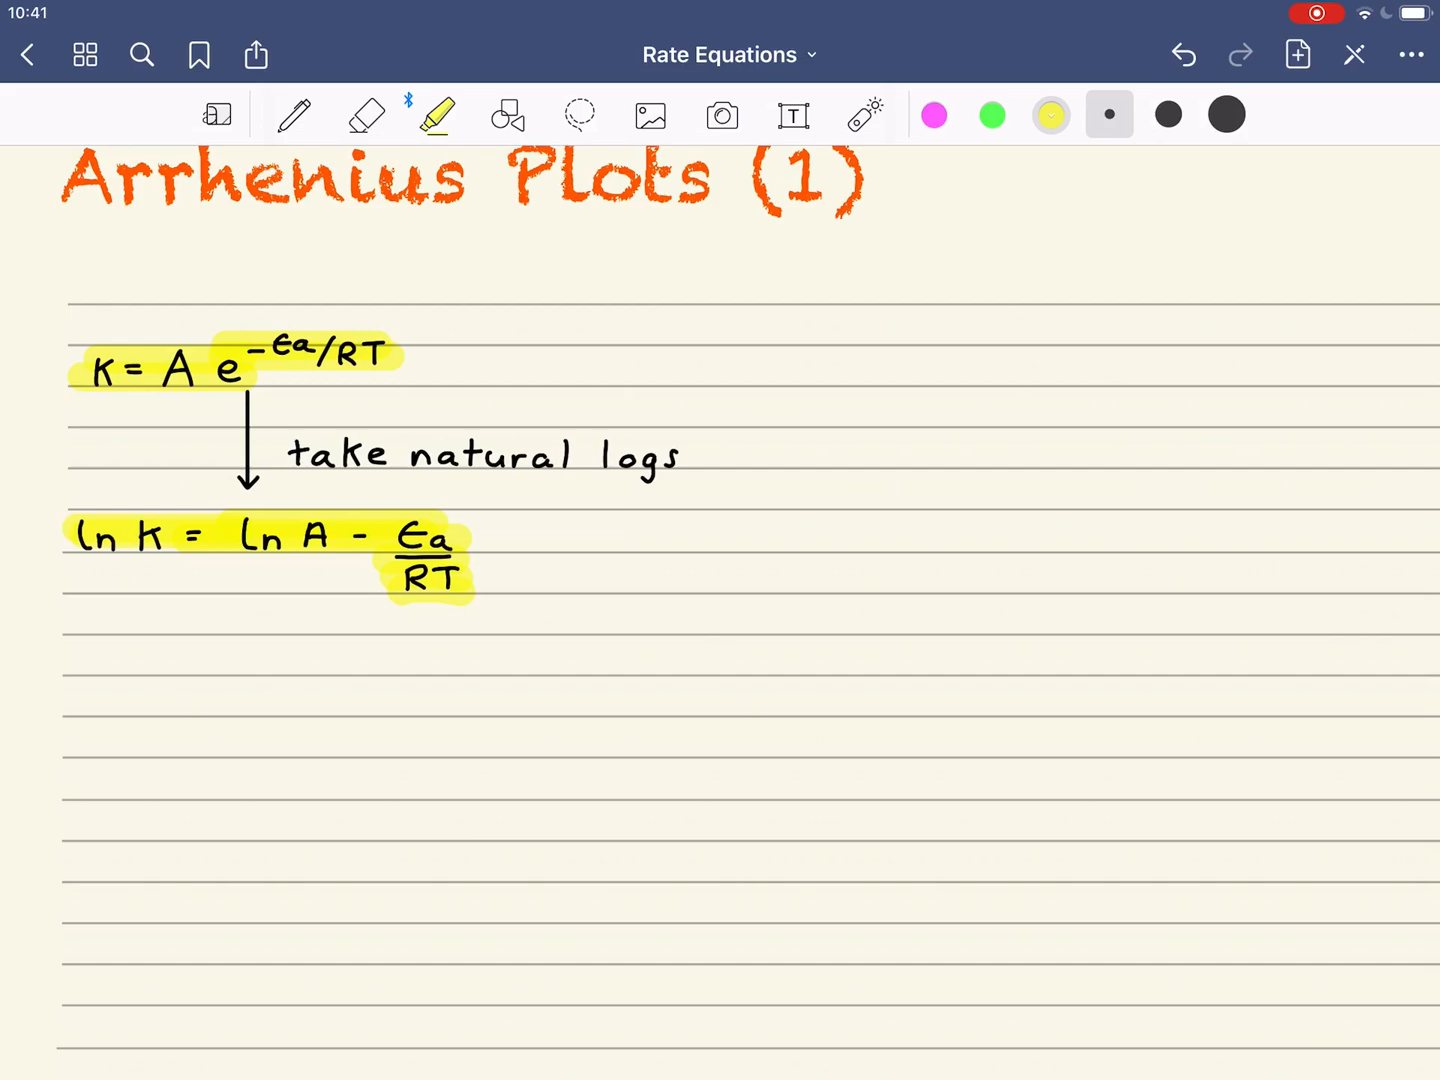 10:41
Rate Equations
T
Arrhenius Plots (1)
K = A e^-Ea/RT
take natural logs
ln K = ln A - Ea/RT